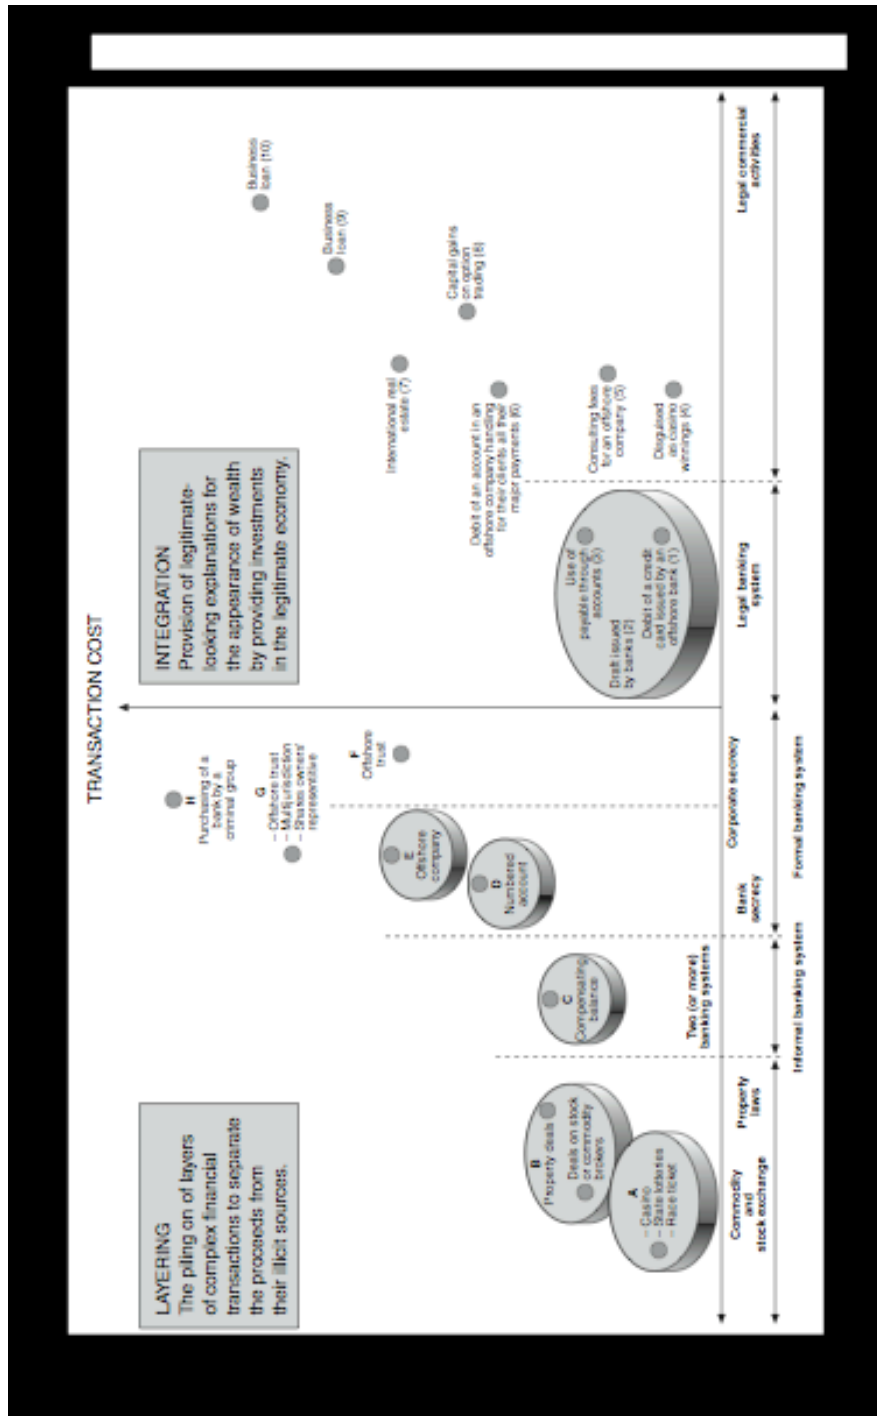 TRANSACTION COST
LAYERING
The piling on of layers
of complex financial
transactions to separate
the proceeds from
their illicit sources.
INTEGRATION
Provision of legitimate-
looking explanations for
the appearance of wealth
by providing investments
in the legitimate economy.
H
Purchasing of a
bank by a
criminal group
G
– Offshore trust
– Multijurisdiction
– Shares owners'
representitive
F
Offshore
trust
E
Offshore
company
D
Numbered
account
C
Compensating
balance
B
Property deals
Deals on stock
or commodity
brokers
A
– Casino
– State lotteries
– Race ticket
Business
loan (10)
Business
loan (9)
International real
estate (7)
Capital gains
on option
trading (8)
Debit of an account in an
offshore company handling
for their clients all their
major payments (6)
Consulting fees
for an offshore
company (5)
Disguised
as casino
winnings (4)
Use of
payable through
accounts (3)
Draft issued
by banks (2)
Debit of a credit
card issued by an
offshore bank (1)
Commodity
and
stock exchange
Property
laws
Two (or more)
banking systems
Bank
secrecy
Corporate secrecy
Legal banking
system
Legal commercial
activities
Informal banking system
Formal banking system